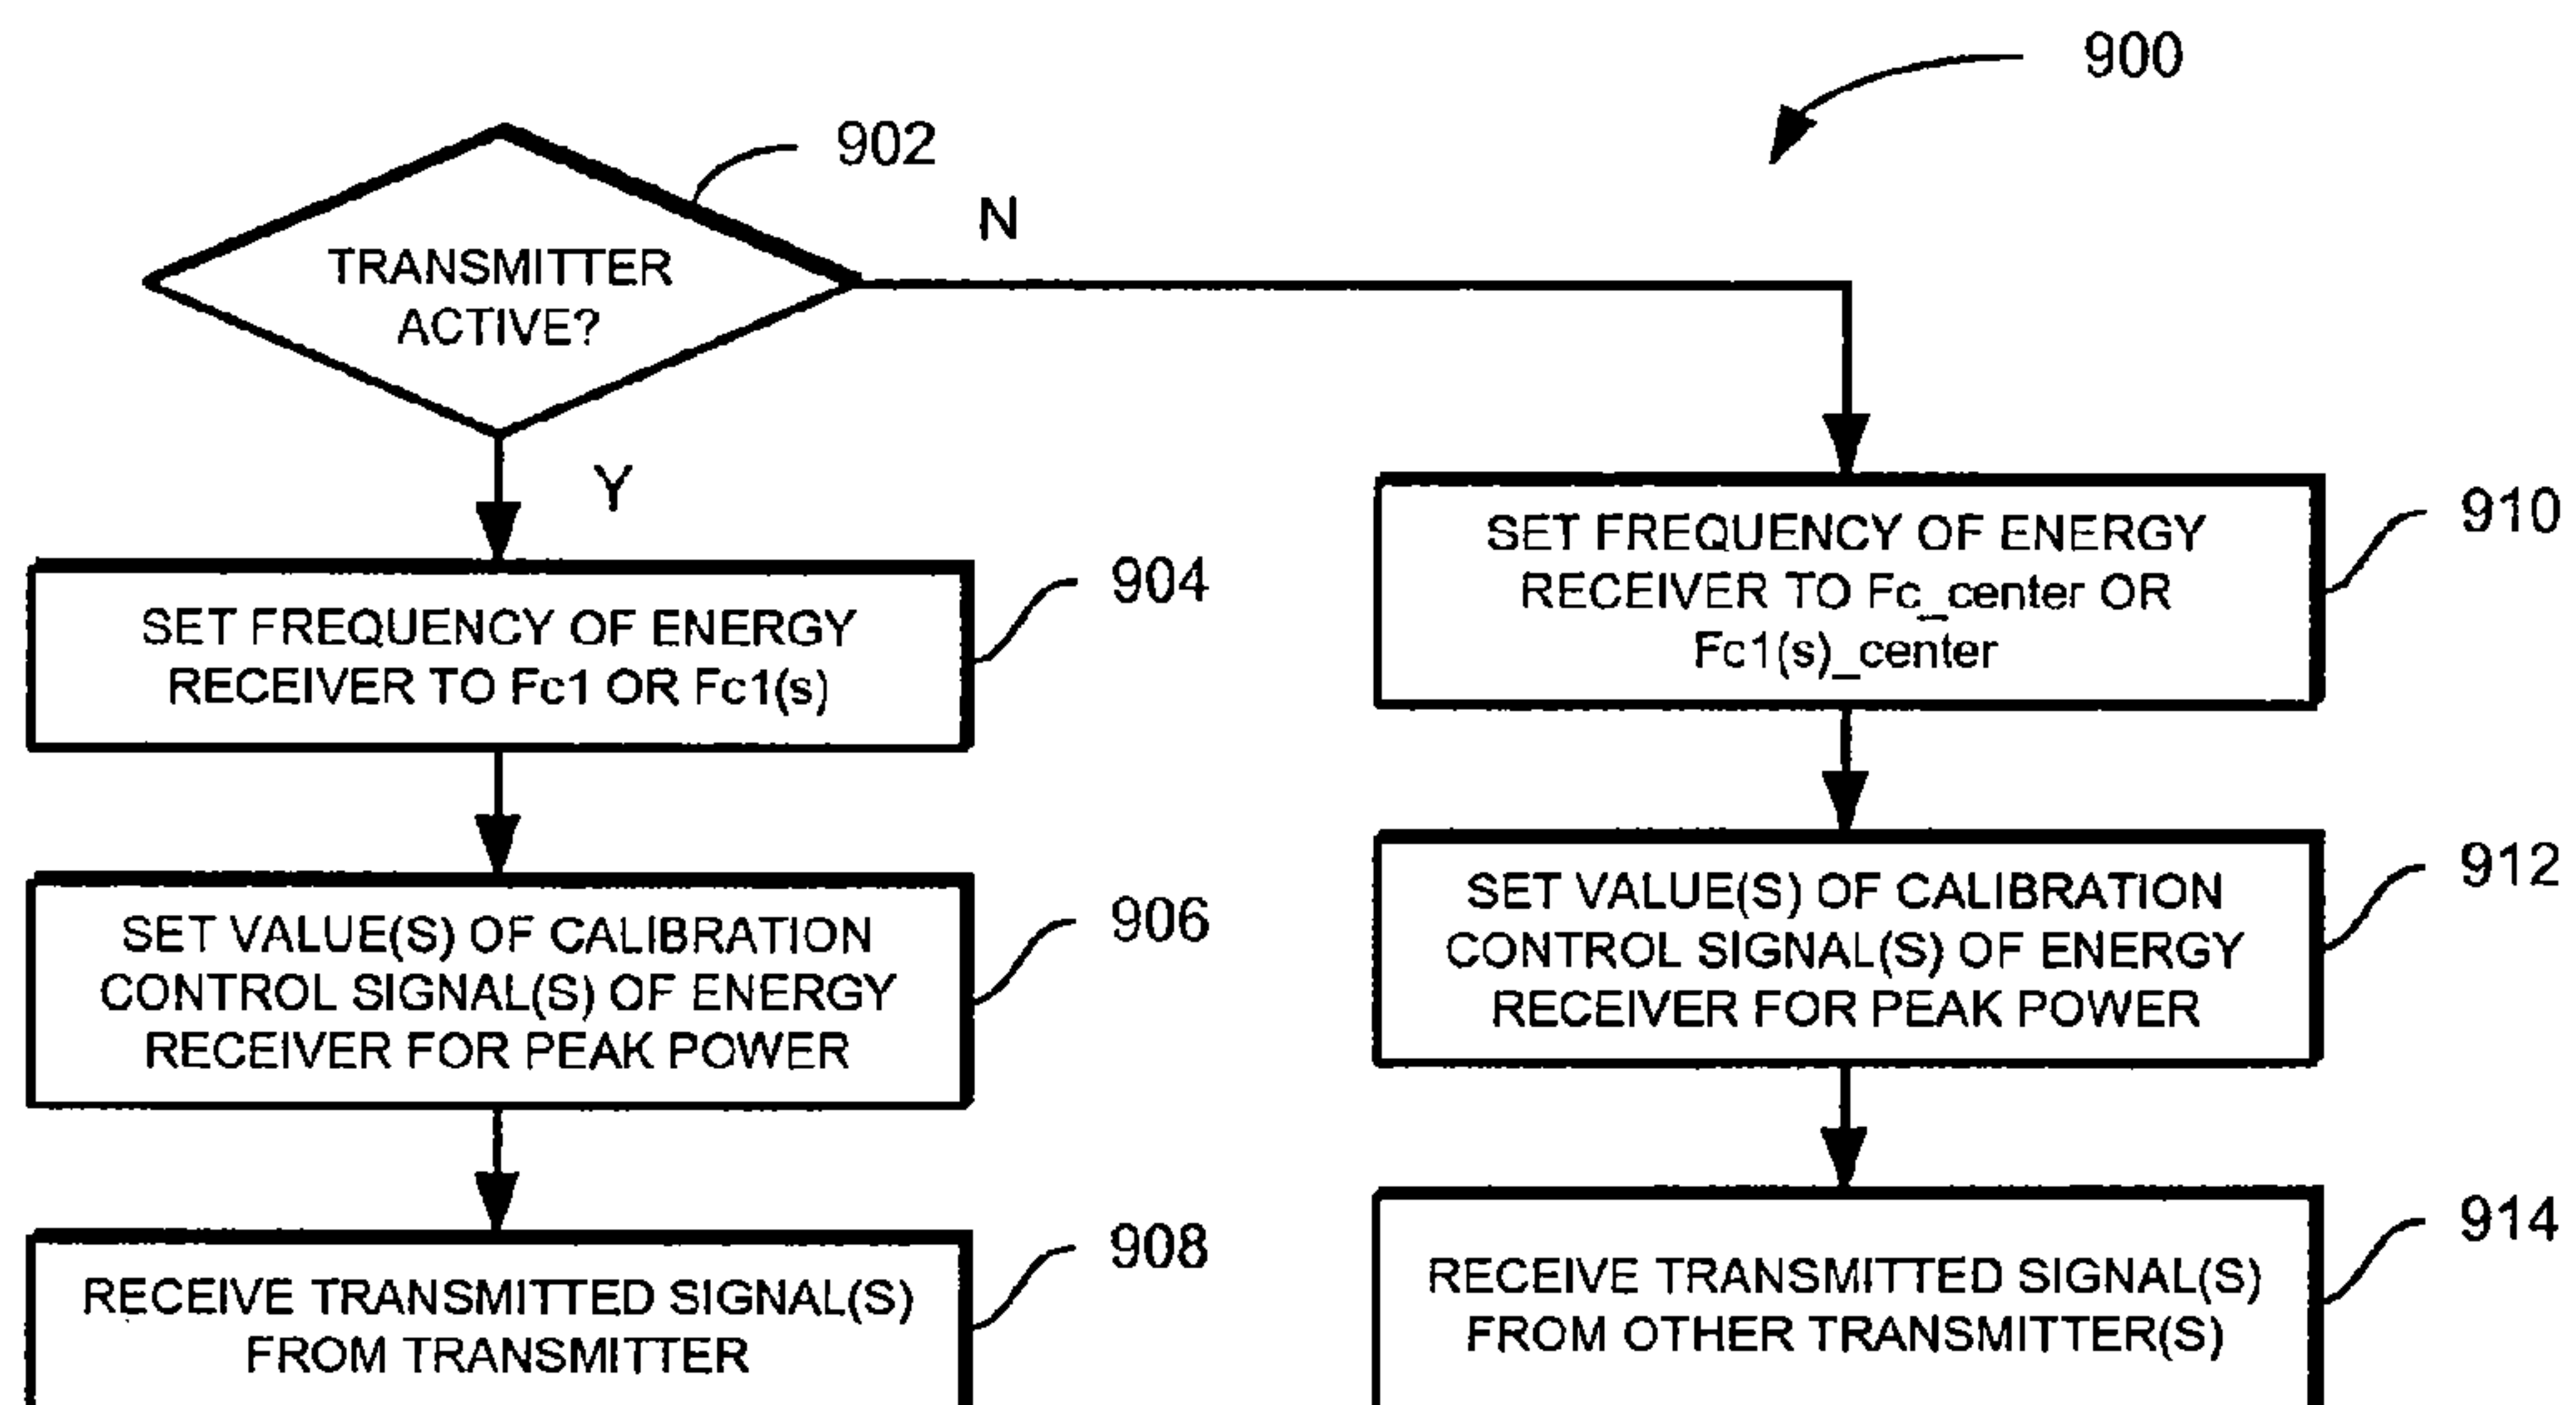 900
902
TRANSMITTER
ACTIVE?
N
Y
SET FREQUENCY OF ENERGY
RECEIVER TO Fc1 OR Fc1(s)
904
SET VALUE(S) OF CALIBRATION
CONTROL SIGNAL(S) OF ENERGY
RECEIVER FOR PEAK POWER
906
RECEIVE TRANSMITTED SIGNAL(S)
FROM TRANSMITTER
908
SET FREQUENCY OF ENERGY
RECEIVER TO Fc_center OR
Fc1(s)_center
910
SET VALUE(S) OF CALIBRATION
CONTROL SIGNAL(S) OF ENERGY
RECEIVER FOR PEAK POWER
912
RECEIVE TRANSMITTED SIGNAL(S)
FROM OTHER TRANSMITTER(S)
914